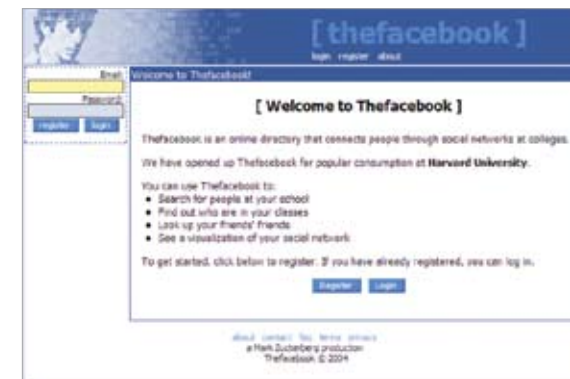 [ thefacebook ]
login register about
Email:
Password:
register login
Welcome to Thefacebook!
[ Welcome to Thefacebook ]
Thefacebook is an online directory that connects people through social networks at colleges.
We have opened up Thefacebook for popular consumption at Harvard University.
You can use Thefacebook to:
• Search for people at your school
• Find out who are in your classes
• Look up your friends' friends
• See a visualization of your social network
To get started, click below to register. If you have already registered, you can log in.
Register Login
about contact faq terms privacy
a Mark Zuckerberg production
Thefacebook © 2004